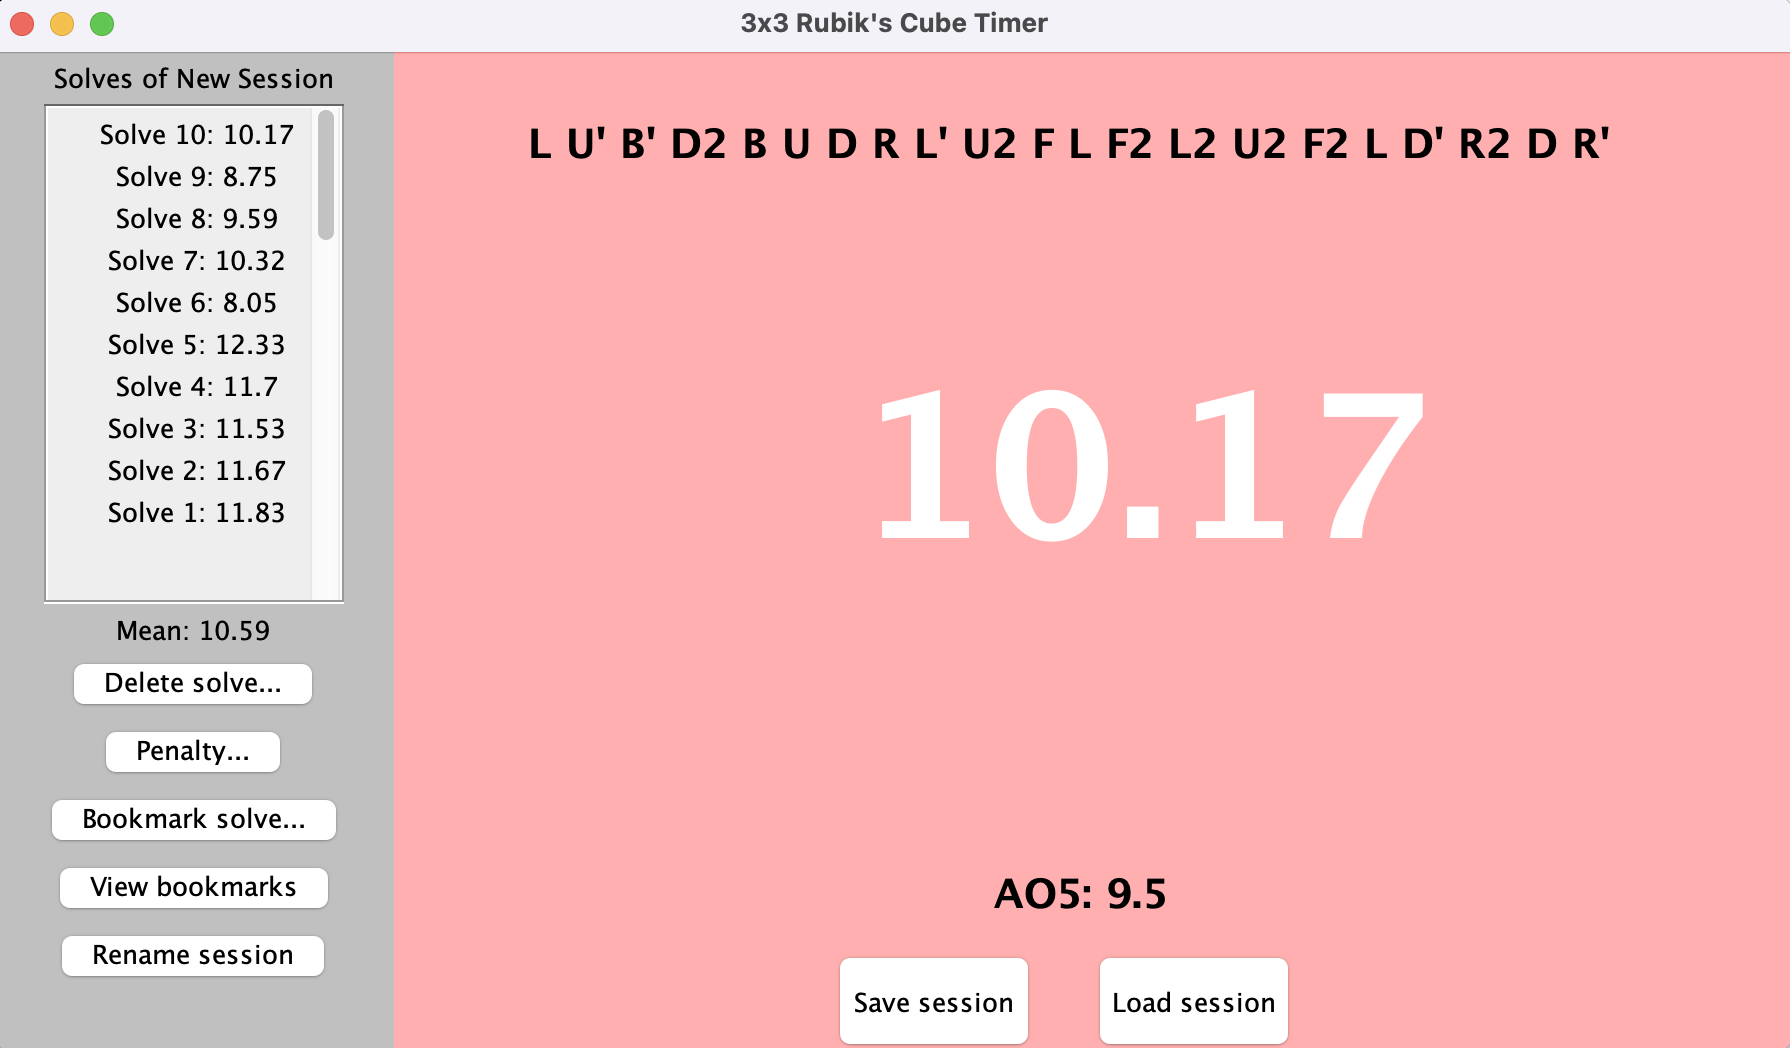 3x3 Rubik's Cube Timer
Solves of New Session
Solve 10: 10.17
Solve 9: 8.75
Solve 8: 9.59
Solve 7: 10.32
Solve 6: 8.05
Solve 5: 12.33
Solve 4: 11.7
Solve 3: 11.53
Solve 2: 11.67
Solve 1: 11.83
Mean: 10.59
Delete solve...
Penalty...
Bookmark solve...
View bookmarks
Rename session
L U' B' D2 B U D R L' U2 F L F2 L2 U2 F2 L D' R2 D R'
10.17
AO5: 9.5
Save session
Load session